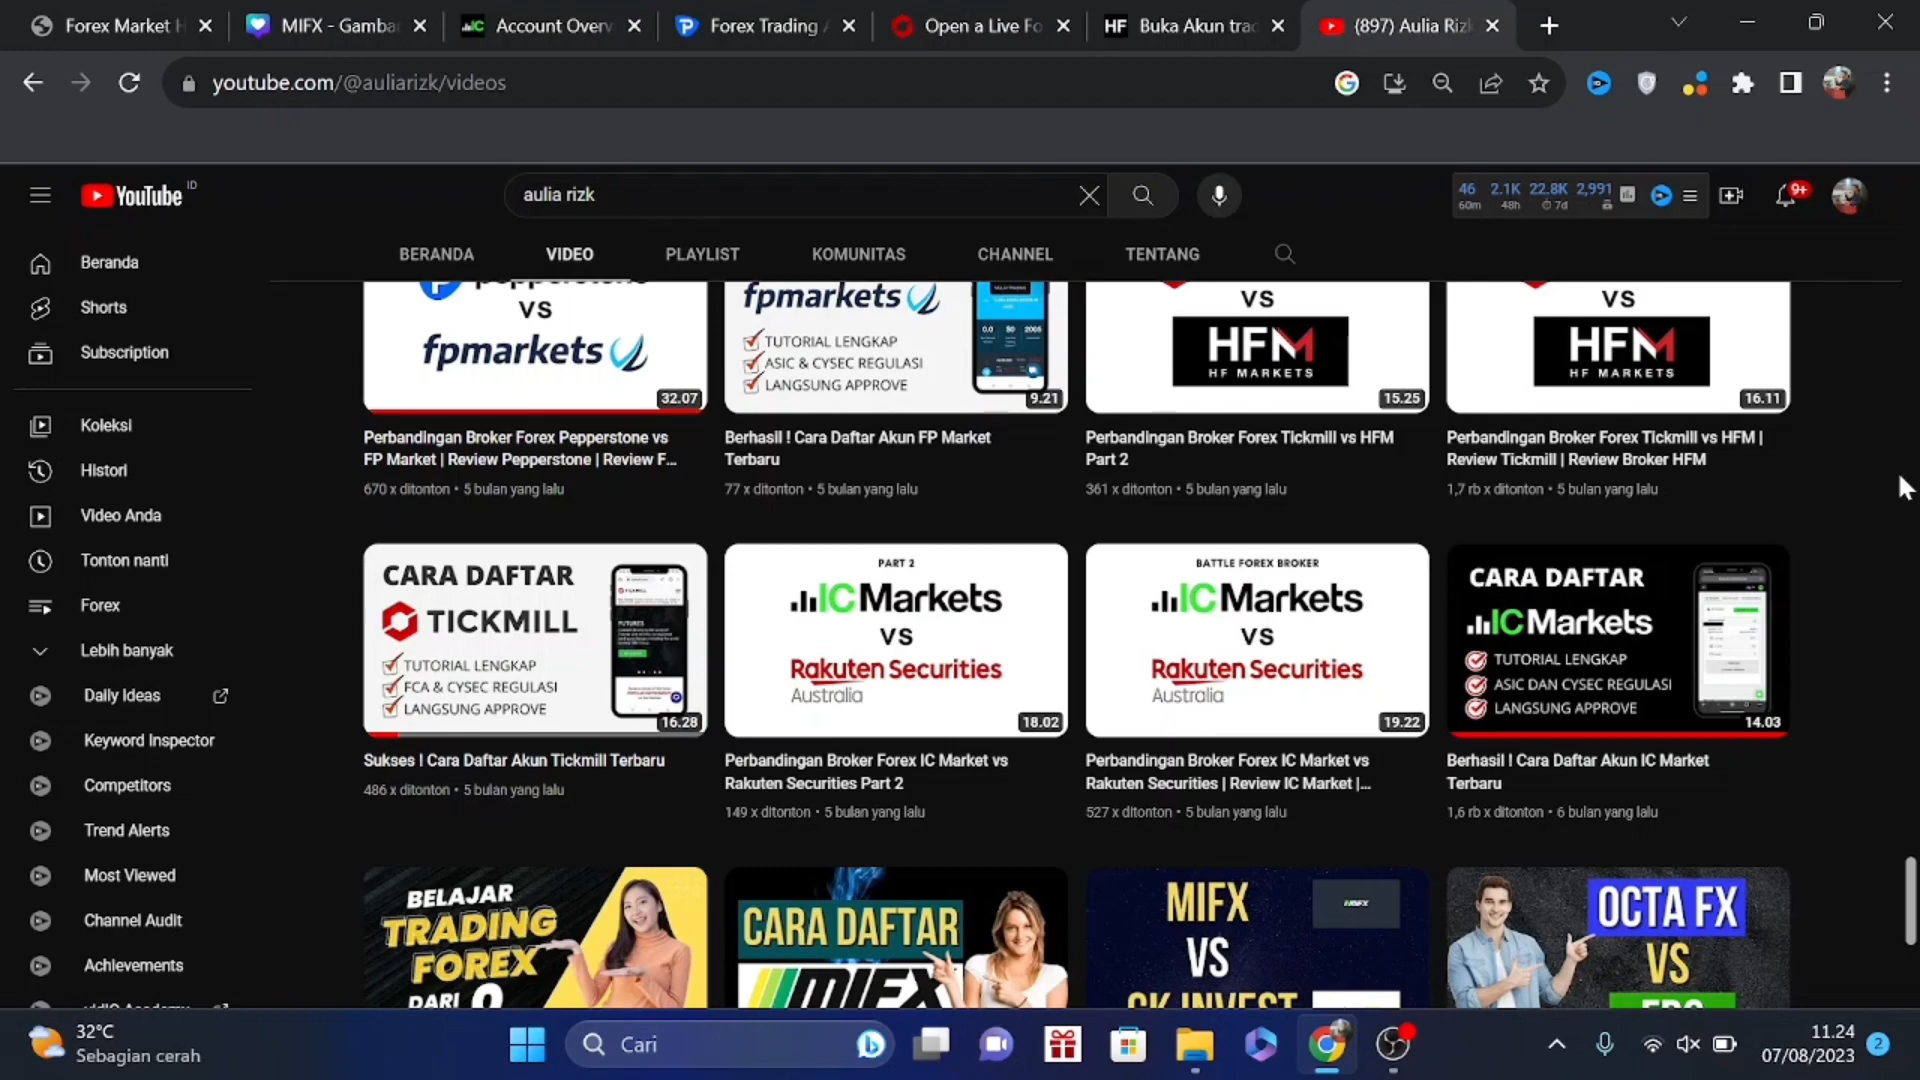 Forex Market H
MIFX - Gamba
Account Overv
Forex Trading A
Open a Live Fo
HF Buka Akun trac
(897) Aulia Rizk
youtube.com/@auliarizk/videos
YouTube ID
aulia rizk
46 2.1K 22.8K 2,991
60m 48h 7d
9+
BERANDA VIDEO PLAYLIST KOMUNITAS CHANNEL TENTANG
Beranda
Shorts
Subscription
Koleksi
Histori
Video Anda
Tonton nanti
Forex
Lebih banyak
Daily Ideas
Keyword Inspector
Competitors
Trend Alerts
Most Viewed
Channel Audit
Achievements
pepperstone
VS
fpmarkets
32.07
Perbandingan Broker Forex Pepperstone vs
FP Market | Review Pepperstone | Review F...
670 x ditonton • 5 bulan yang lalu
fpmarkets
TUTORIAL LENGKAP
ASIC & CYSEC REGULASI
LANGSUNG APPROVE
9.21
Berhasil ! Cara Daftar Akun FP Market
Terbaru
77 x ditonton • 5 bulan yang lalu
VS
HFM
HF MARKETS
15.25
Perbandingan Broker Forex Tickmill vs HFM
Part 2
361 x ditonton • 5 bulan yang lalu
VS
HFM
HF MARKETS
16.11
Perbandingan Broker Forex Tickmill vs HFM |
Review Tickmill | Review Broker HFM
1,7 rb x ditonton • 5 bulan yang lalu
CARA DAFTAR
TICKMILL
TUTORIAL LENGKAP
FCA & CYSEC REGULASI
LANGSUNG APPROVE
16.28
Sukses ! Cara Daftar Akun Tickmill Terbaru
486 x ditonton • 5 bulan yang lalu
PART 2
ICMarkets
VS
Rakuten Securities
Australia
18.02
Perbandingan Broker Forex IC Market vs
Rakuten Securities Part 2
149 x ditonton • 5 bulan yang lalu
BATTLE FOREX BROKER
ICMarkets
VS
Rakuten Securities
Australia
19.22
Perbandingan Broker Forex IC Market vs
Rakuten Securities | Review IC Market |...
527 x ditonton • 5 bulan yang lalu
CARA DAFTAR
ICMarkets
TUTORIAL LENGKAP
ASIC DAN CYSEC REGULASI
LANGSUNG APPROVE
14.03
Berhasil ! Cara Daftar Akun IC Market
Terbaru
1,6 rb x ditonton • 6 bulan yang lalu
BELAJAR
TRADING
FOREX
DARI 0
CARA DAFTAR
MIFX
MIFX
VS
GK INVEST
OCTA FX
VS
32°C
Sebagian cerah
Cari
11.24
07/08/2023
2